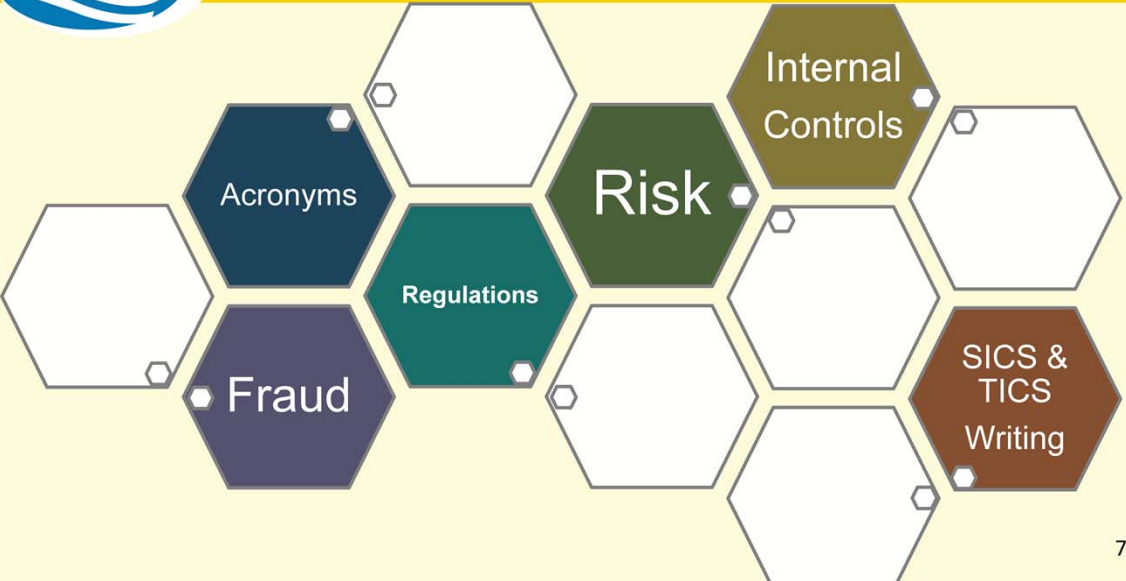 Acronyms
Fraud
Regulations
Risk
Internal
Controls
SICS &
TICS
Writing
7